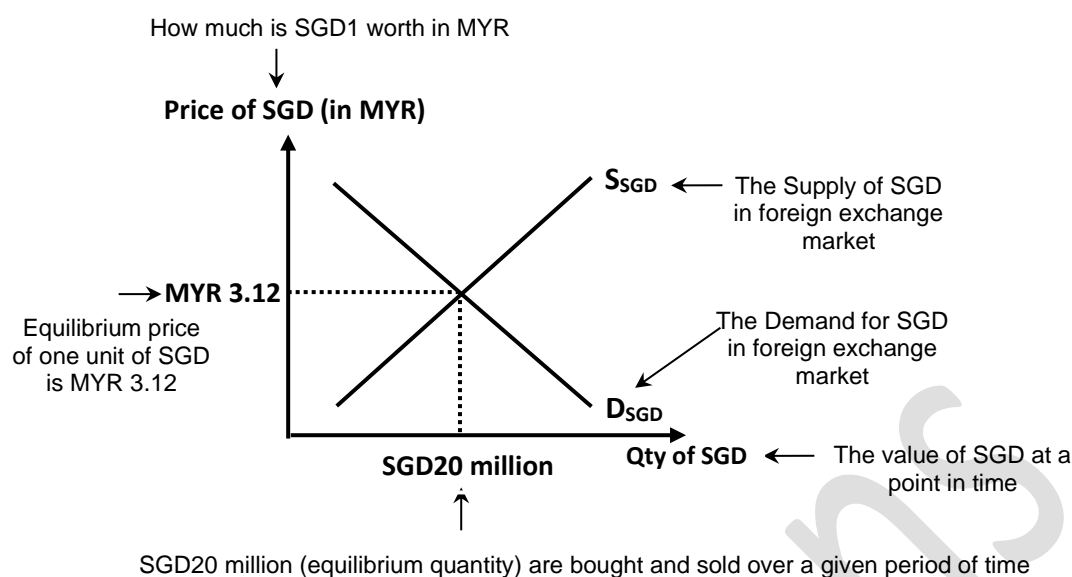 How much is SGD1 worth in MYR
Price of SGD (in MYR)
SSGD
The Supply of SGD
in foreign exchange
market
MYR 3.12
Equilibrium price
of one unit of SGD
is MYR 3.12
The Demand for SGD
in foreign exchange
market
DSGD
SGD20 million
Qty of SGD
The value of SGD at a
point in time
SGD20 million (equilibrium quantity) are bought and sold over a given period of time
ns